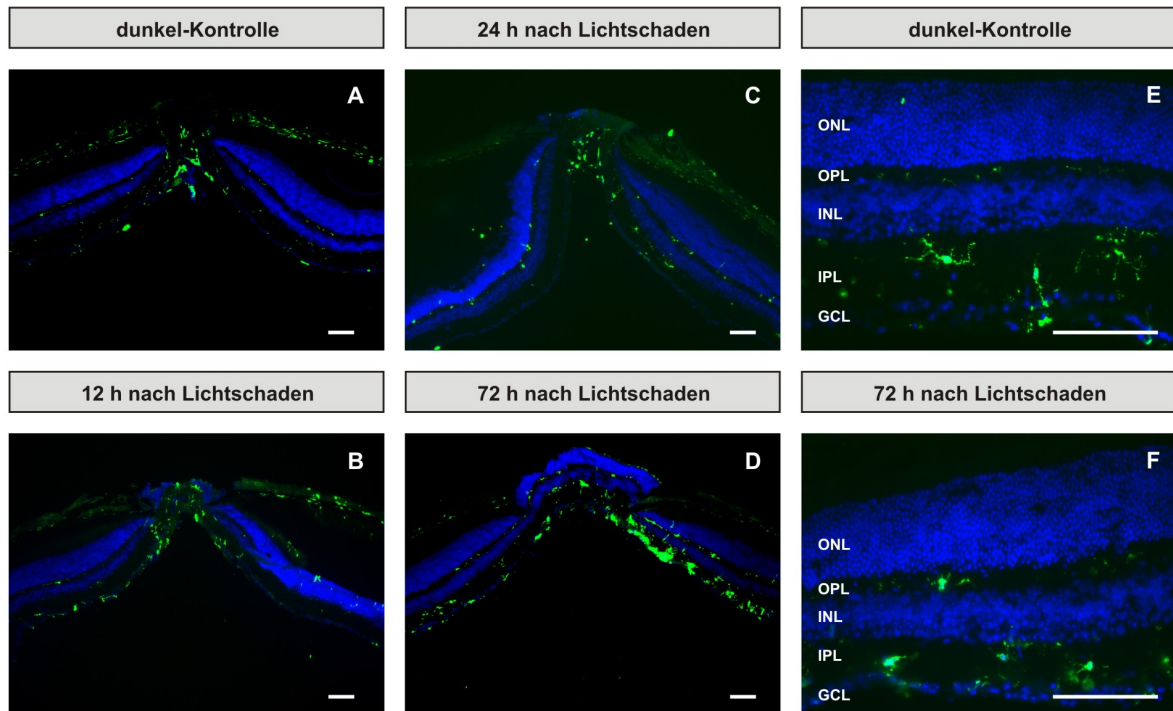 dunkel-Kontrolle
24 h nach Lichtschaden
dunkel-Kontrolle
A
C
E
ONL
OPL
INL
IPL
GCL
12 h nach Lichtschaden
72 h nach Lichtschaden
72 h nach Lichtschaden
B
D
F
ONL
OPL
INL
IPL
GCL